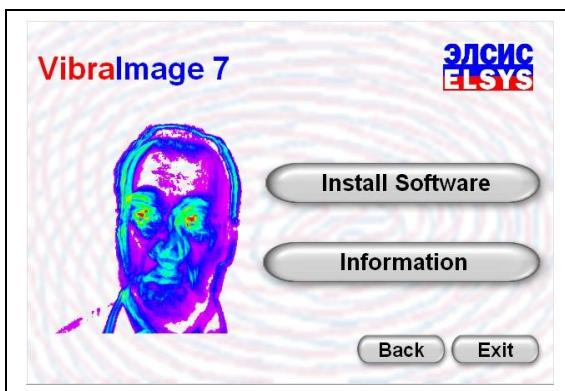 VibraImage 7
ЭЛСИС
ELSYS
Install Software
Information
Back
Exit